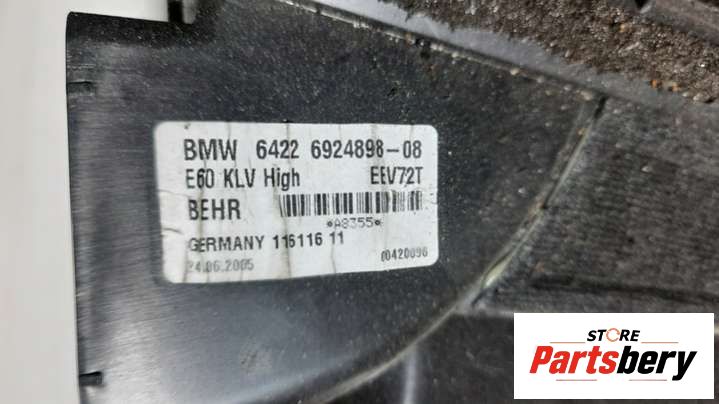 BMW 6422 6924898-08
E60 KLV High EEV72T
BEHR
*A8355*
GERMANY 116116 11
24.06.2005 00420096
STORE
Partsbery